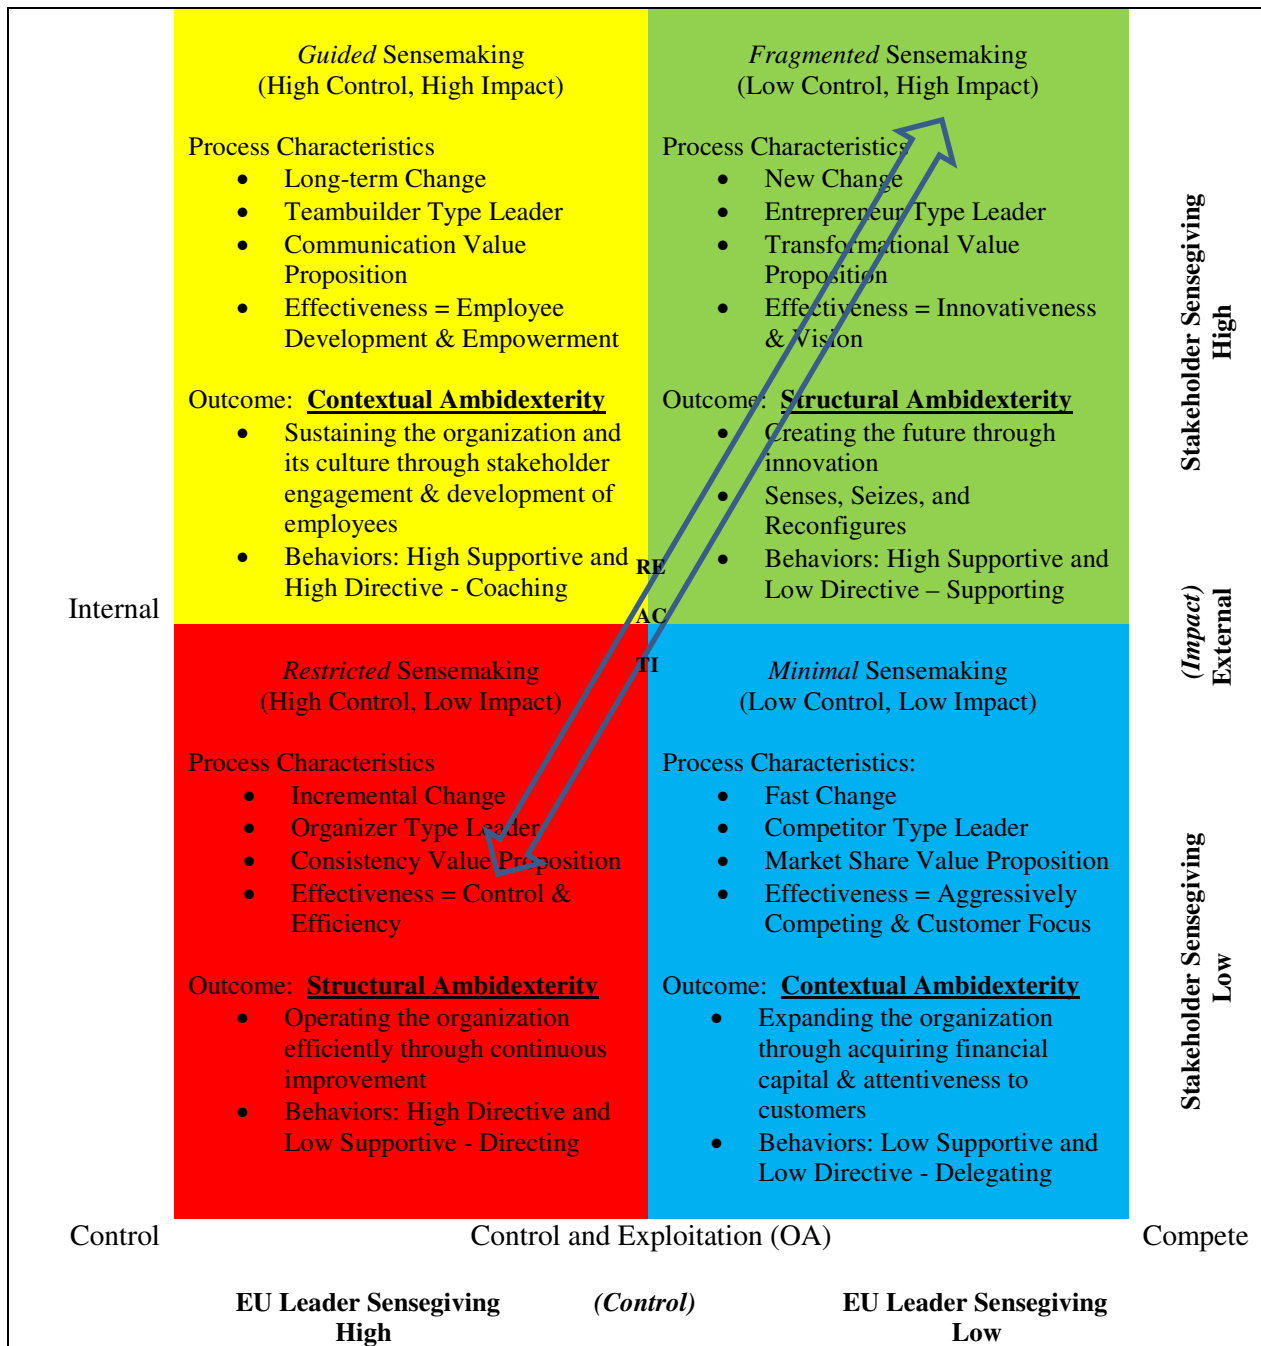 Guided Sensemaking
(High Control, High Impact)
Process Characteristics
• Long-term Change
• Teambuilder Type Leader
• Communication Value
Proposition
• Effectiveness = Employee
Development & Empowerment
Outcome: Contextual Ambidexterity
• Sustaining the organization and
its culture through stakeholder
engagement & development of
employees
• Behaviors: High Supportive and
High Directive - Coaching
Fragmented Sensemaking
(Low Control, High Impact)
Process Characteristics
• New Change
• Entrepreneur Type Leader
• Transformational Value
Proposition
• Effectiveness = Innovativeness
& Vision
Outcome: Structural Ambidexterity
• Creating the future through
innovation
• Senses, Seizes, and
Reconfigures
• Behaviors: High Supportive and
Low Directive – Supporting
Stakeholder Sensegiving
High
Internal
RE
AC
TI
(Impact)
External
Restricted Sensemaking
(High Control, Low Impact)
Process Characteristics
• Incremental Change
• Organizer Type Leader
• Consistency Value Proposition
• Effectiveness = Control &
Efficiency
Outcome: Structural Ambidexterity
• Operating the organization
efficiently through continuous
improvement
• Behaviors: High Directive and
Low Supportive - Directing
Minimal Sensemaking
(Low Control, Low Impact)
Process Characteristics:
• Fast Change
• Competitor Type Leader
• Market Share Value Proposition
• Effectiveness = Aggressively
Competing & Customer Focus
Outcome: Contextual Ambidexterity
• Expanding the organization
through acquiring financial
capital & attentiveness to
customers
• Behaviors: Low Supportive and
Low Directive - Delegating
Stakeholder Sensegiving
Low
Control
Control and Exploitation (OA)
Compete
EU Leader Sensegiving
High
(Control)
EU Leader Sensegiving
Low